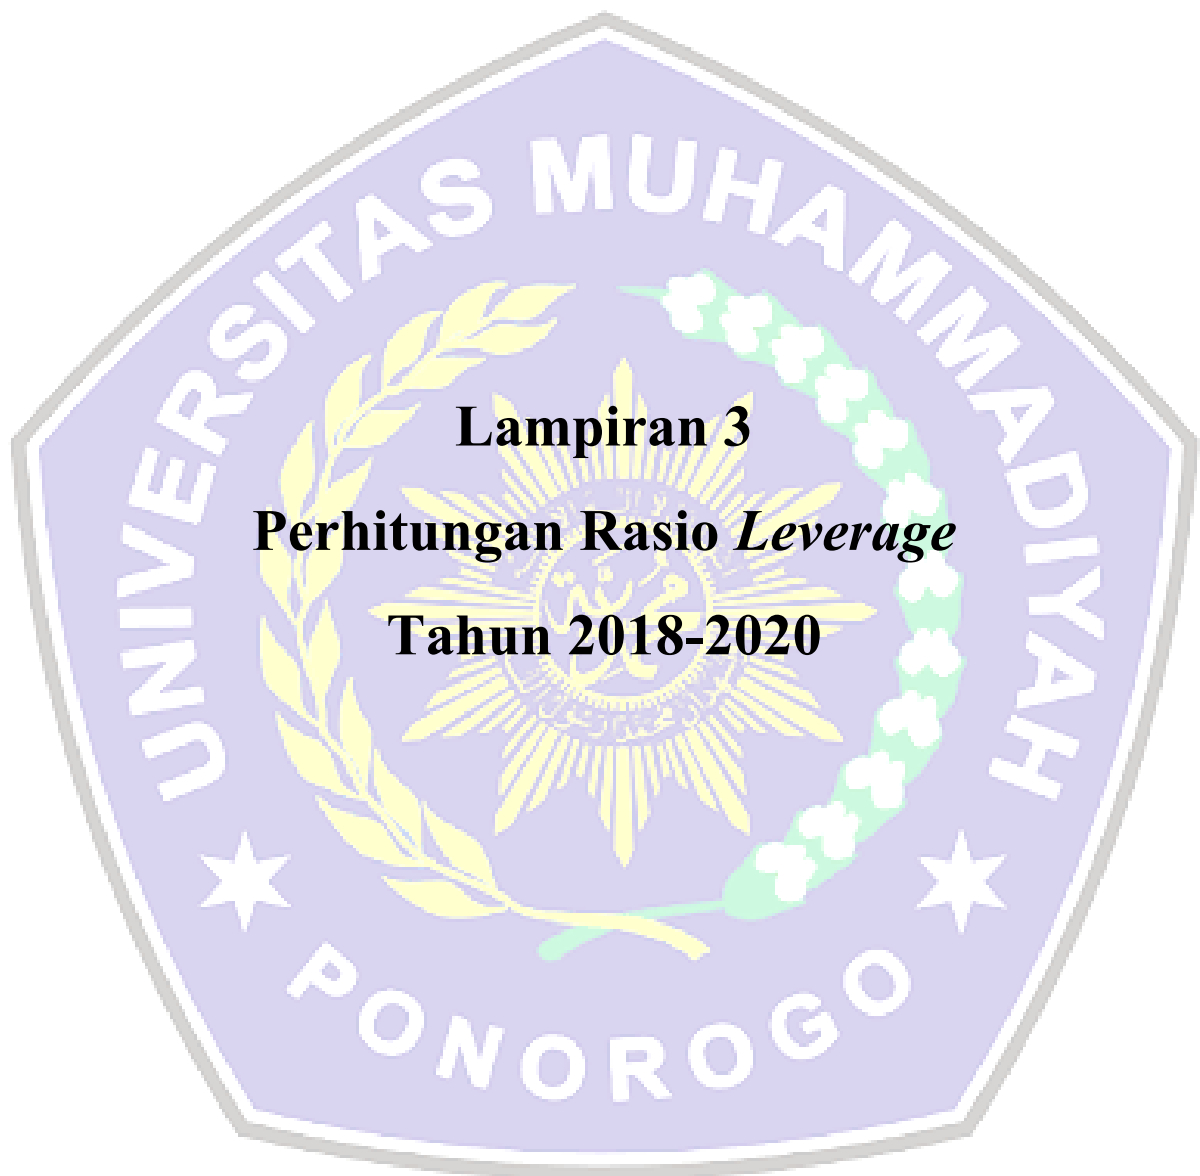 UNIVERSITAS MUHAMMADIYAH
Lampiran 3
Perhitungan Rasio Leverage
Tahun 2018-2020
PONOROGO